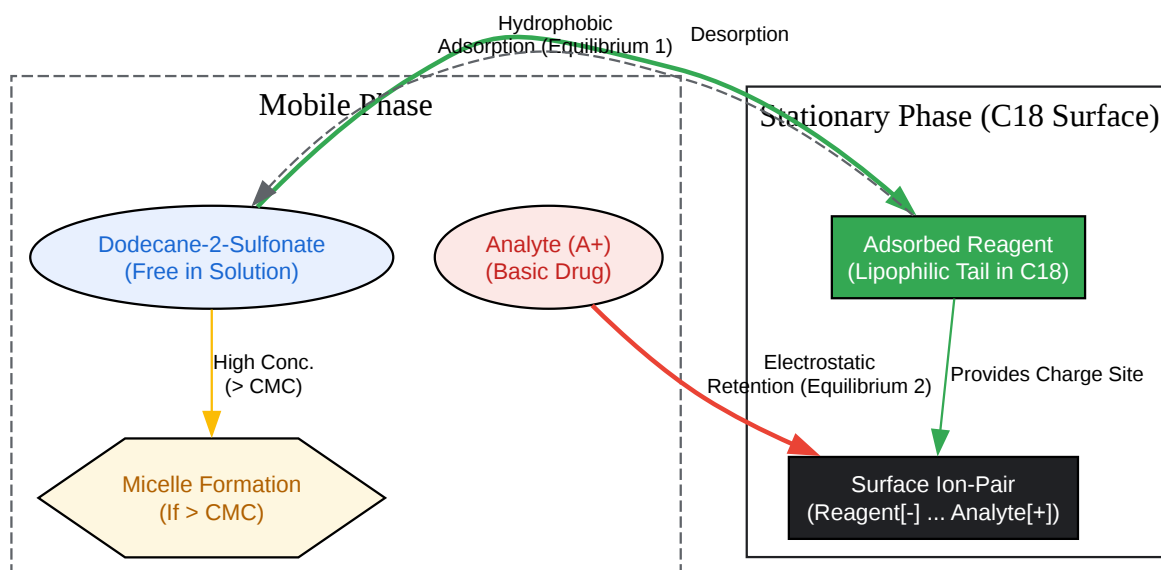 Hydrophobic
Adsorption (Equilibrium 1)
Desorption
Mobile Phase
Stationary Phase (C18 Surface)
Dodecane-2-Sulfonate
(Free in Solution)
Analyte (A+)
(Basic Drug)
Adsorbed Reagent
(Lipophilic Tail in C18)
High Conc.
(> CMC)
Electrostatic
Retention (Equilibrium 2)
Provides Charge Site
Micelle Formation
(If > CMC)
Surface Ion-Pair
(Reagent[-] ... Analyte[+])